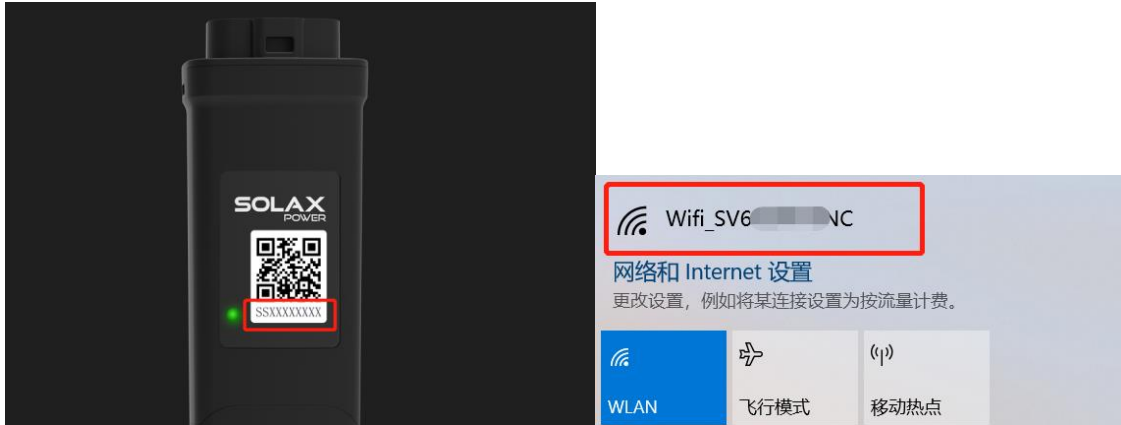 SOLAX
POWER
SSXXXXXXXX
Wifi_SV6 NC
网络和 Internet 设置
更改设置，例如将某连接设置为按流量计费。
WLAN
飞行模式
移动热点